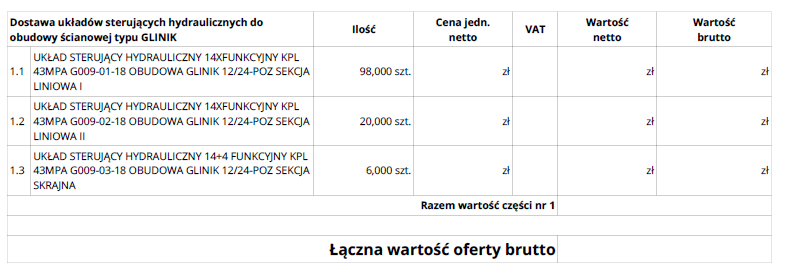 Dostawa układów sterujących hydraulicznych do
obudowy ścianowej typu GLINIK
Ilość
Cena jedn.
netto
VAT
Wartość
netto
Wartość
brutto
1.1
UKŁAD STERUJĄCY HYDRAULICZNY 14XFUNKCYJNY KPL
43MPA G009-01-18 OBUDOWA GLINIK 12/24-POZ SEKCJA
LINIOWA I
98,000 szt.
zł
zł
zł
1.2
UKŁAD STERUJĄCY HYDRAULICZNY 14XFUNKCYJNY KPL
43MPA G009-02-18 OBUDOWA GLINIK 12/24-POZ SEKCJA
LINIOWA II
20,000 szt.
zł
zł
zł
1.3
UKŁAD STERUJĄCY HYDRAULICZNY 14+4 FUNKCYJNY KPL
43MPA G009-03-18 OBUDOWA GLINIK 12/24-POZ SEKCJA
SKRAJNA
6,000 szt.
zł
zł
zł
Razem wartość części nr 1
Łączna wartość oferty brutto